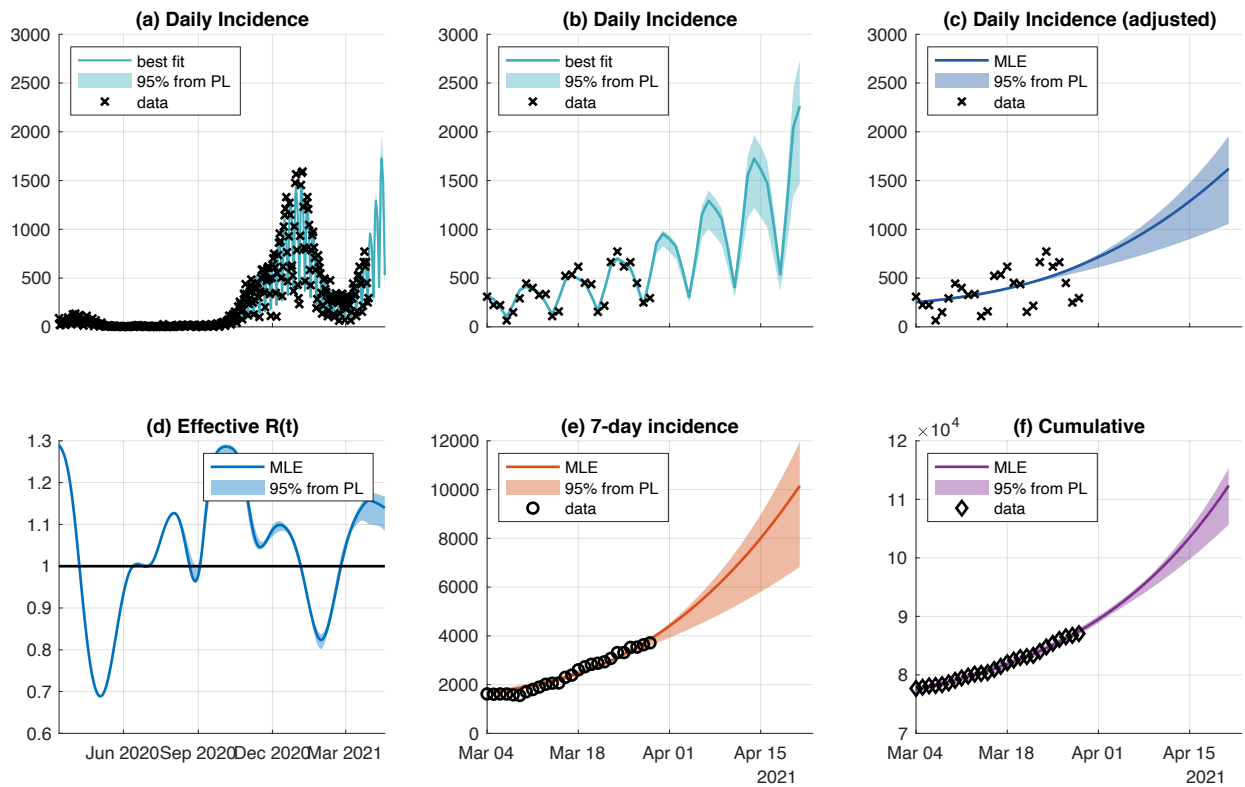 (a) Daily Incidence
3000
2500
2000
1500
1000
500
0
best fit
95% from PL
data
Jun 2020 Sep 2020 Dec 2020 Mar 2021
(b) Daily Incidence
3000
2500
2000
1500
1000
500
0
best fit
95% from PL
data
(c) Daily Incidence (adjusted)
3000
2500
2000
1500
1000
500
0
MLE
95% from PL
data
(d) Effective R(t)
1.3
1.2
1.1
1
0.9
0.8
0.7
0.6
MLE
95% from PL
(e) 7-day incidence
12000
10000
8000
6000
4000
2000
0
MLE
95% from PL
data
Mar 04 Mar 18 Apr 01 Apr 15
2021
(f) Cumulative
×10⁴
12
11
10
9
8
7
MLE
95% from PL
data
Mar 04 Mar 18 Apr 01 Apr 15
2021